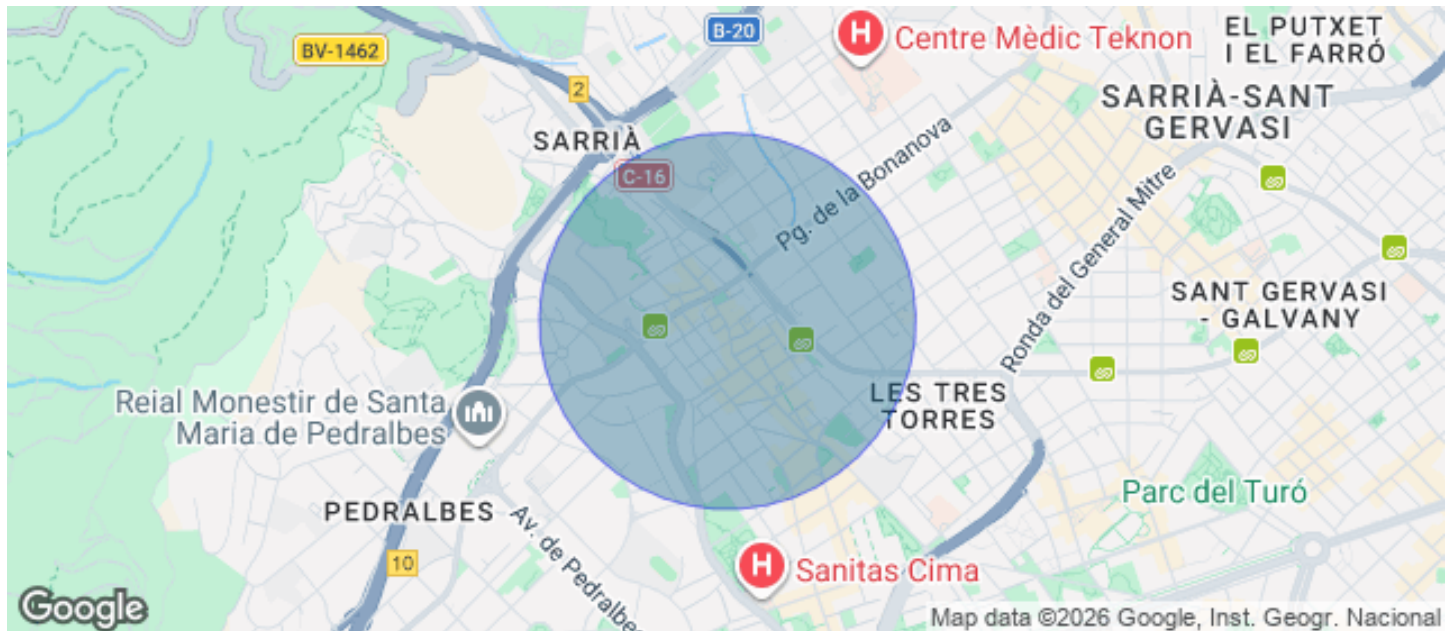 B-20
Centre Mèdic Teknon
EL PUTXET
I EL FARRÓ
BV-1462
2
SARRIÀ-SANT
GERVASI
SARRIÀ
C-16
Pg. de la Bonanova
Ronda del General Mitre
SANT GERVASI
- GALVANY
LES TRES
TORRES
Reial Monestir de Santa
Maria de Pedralbes
PEDRALBES
Av. de Pedralbes
Parc del Turó
10
H
Sanitas Cima
H
Google
Map data ©2026 Google, Inst. Geogr. Nacional